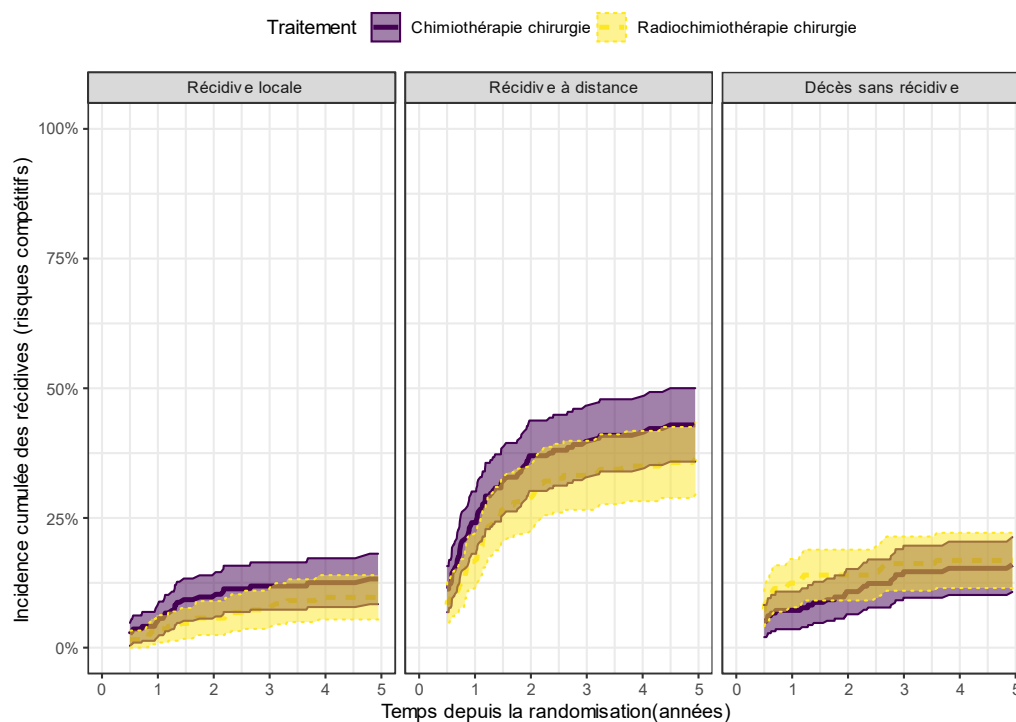 Traitement Chimiothérapie chirurgie Radiochimiothérapie chirurgie
Récidive locale Récidive à distance Décès sans récidive
Incidence cumulée des récidives (risques compétitifs)
100%
75%
50%
25%
0%
0 1 2 3 4 5 0 1 2 3 4 5 0 1 2 3 4 5
Temps depuis la randomisation(années)